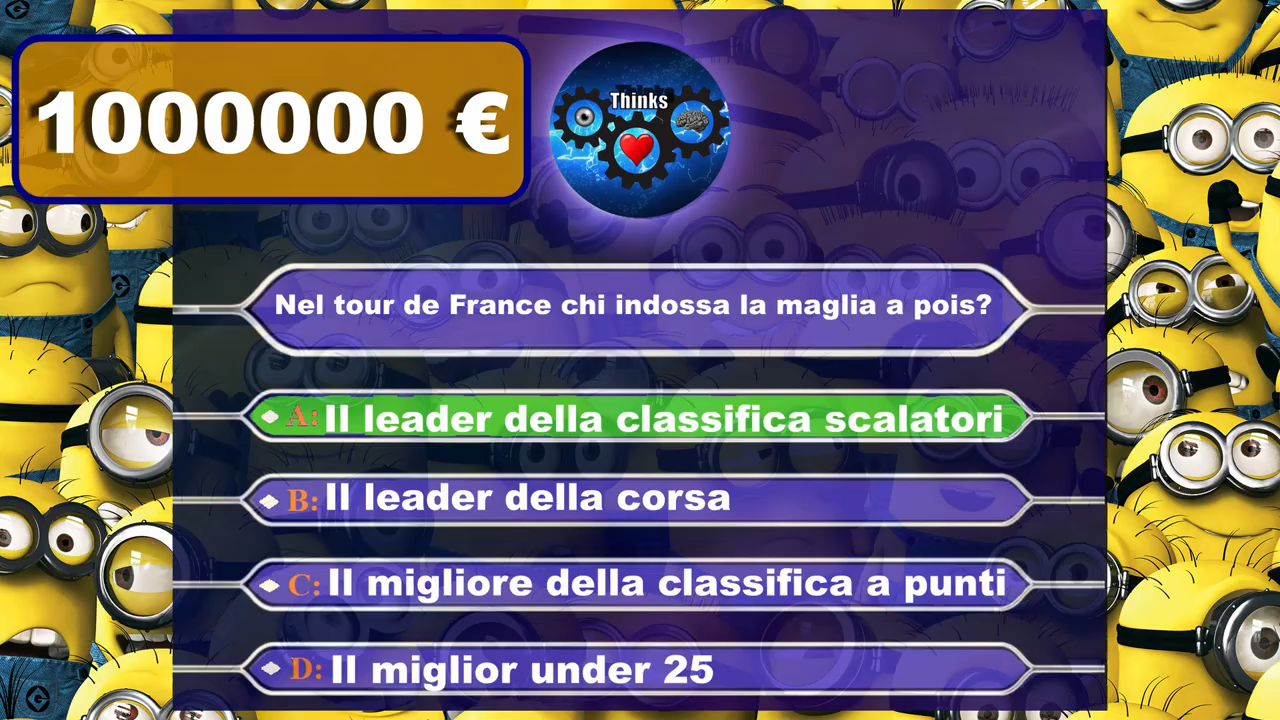 1000000 €
Thinks
Nel tour de France chi indossa la maglia a pois?
A: Il leader della classifica scalatori
B: Il leader della corsa
C: Il migliore della classifica a punti
D: Il miglior under 25